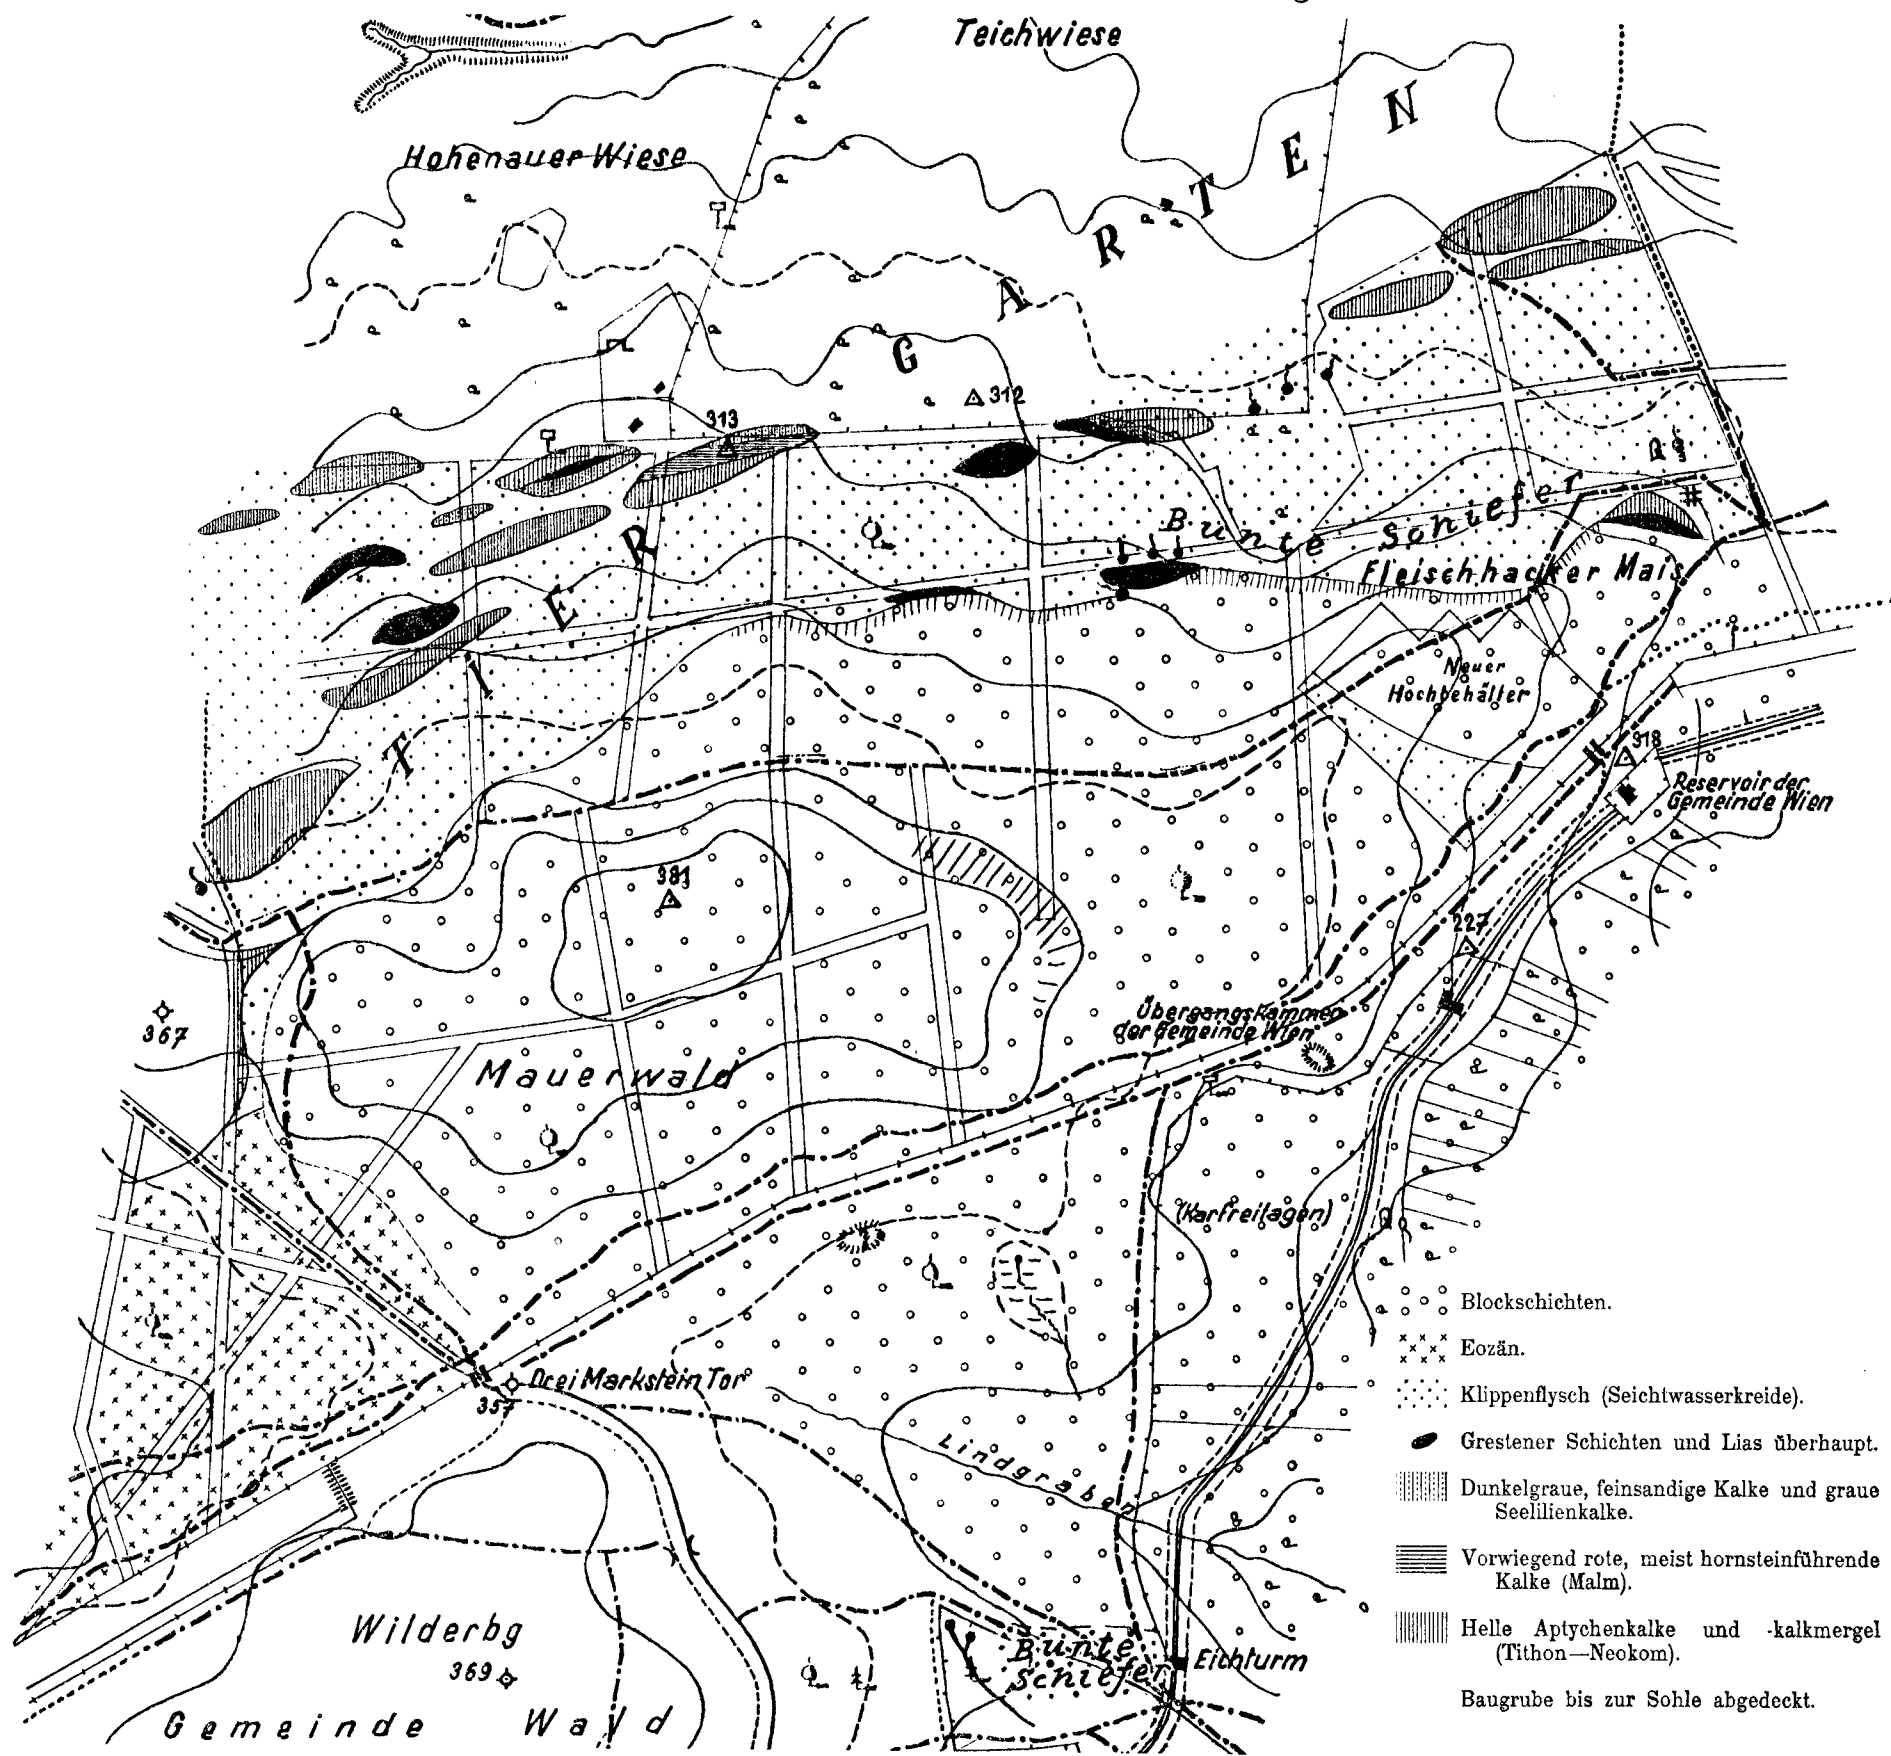 Teichwiese
Hohenauer Wiese
TIERGARTEN
312
313
Bunte Schiefer
Fleischhacker Mais
Neuer
Hochbehälter
318
Reservoir der
Gemeinde Wien
381
227
367
Übergangskammer
der Gemeinde Wien
Mauerwald
(Karfreitagen)
Drei Markstein Tor
357
Lindgraben
Wilderbg
369
Bunte
Schiefer
Eichturm
Gemeinde Wald
Blockschichten.
Eozän.
Klippenflysch (Seichtwasserkreide).
Grestener Schichten und Lias überhaupt.
Dunkelgraue, feinsandige Kalke und graue
Seelilienkalke.
Vorwiegend rote, meist hornsteinführende
Kalke (Malm).
Helle Aptychenkalke und -kalkmergel
(Tithon—Neokom).
Baugrube bis zur Sohle abgedeckt.